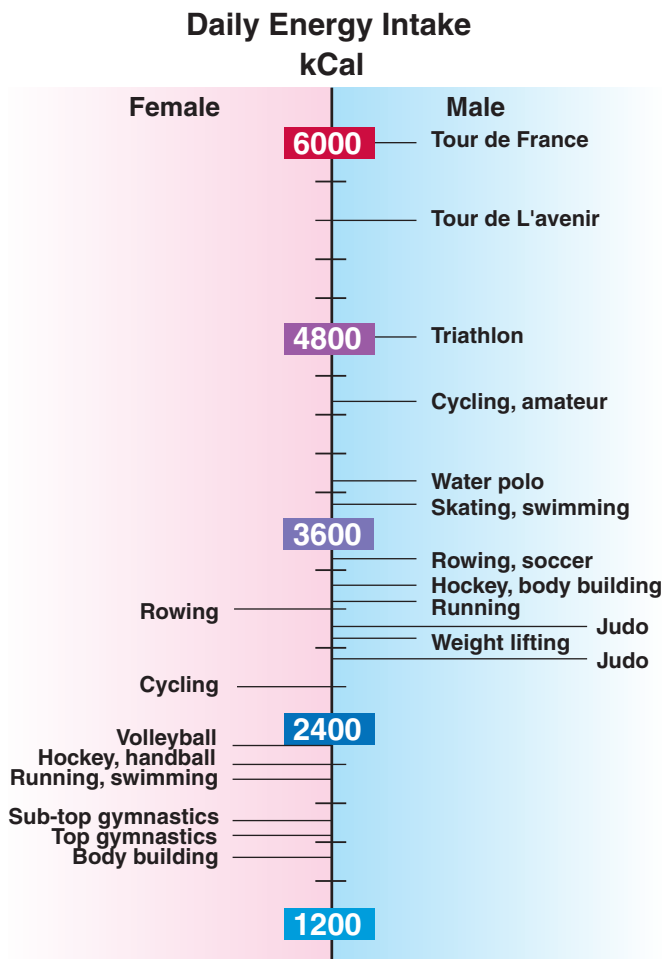 Daily Energy Intake
kCal
Female
Male
6000
Tour de France
Tour de L'avenir
4800
Triathlon
Cycling, amateur
Water polo
Skating, swimming
3600
Rowing, soccer
Hockey, body building
Running
Rowing
Judo
Weight lifting
Judo
Cycling
2400
Volleyball
Hockey, handball
Running, swimming
Sub-top gymnastics
Top gymnastics
Body building
1200